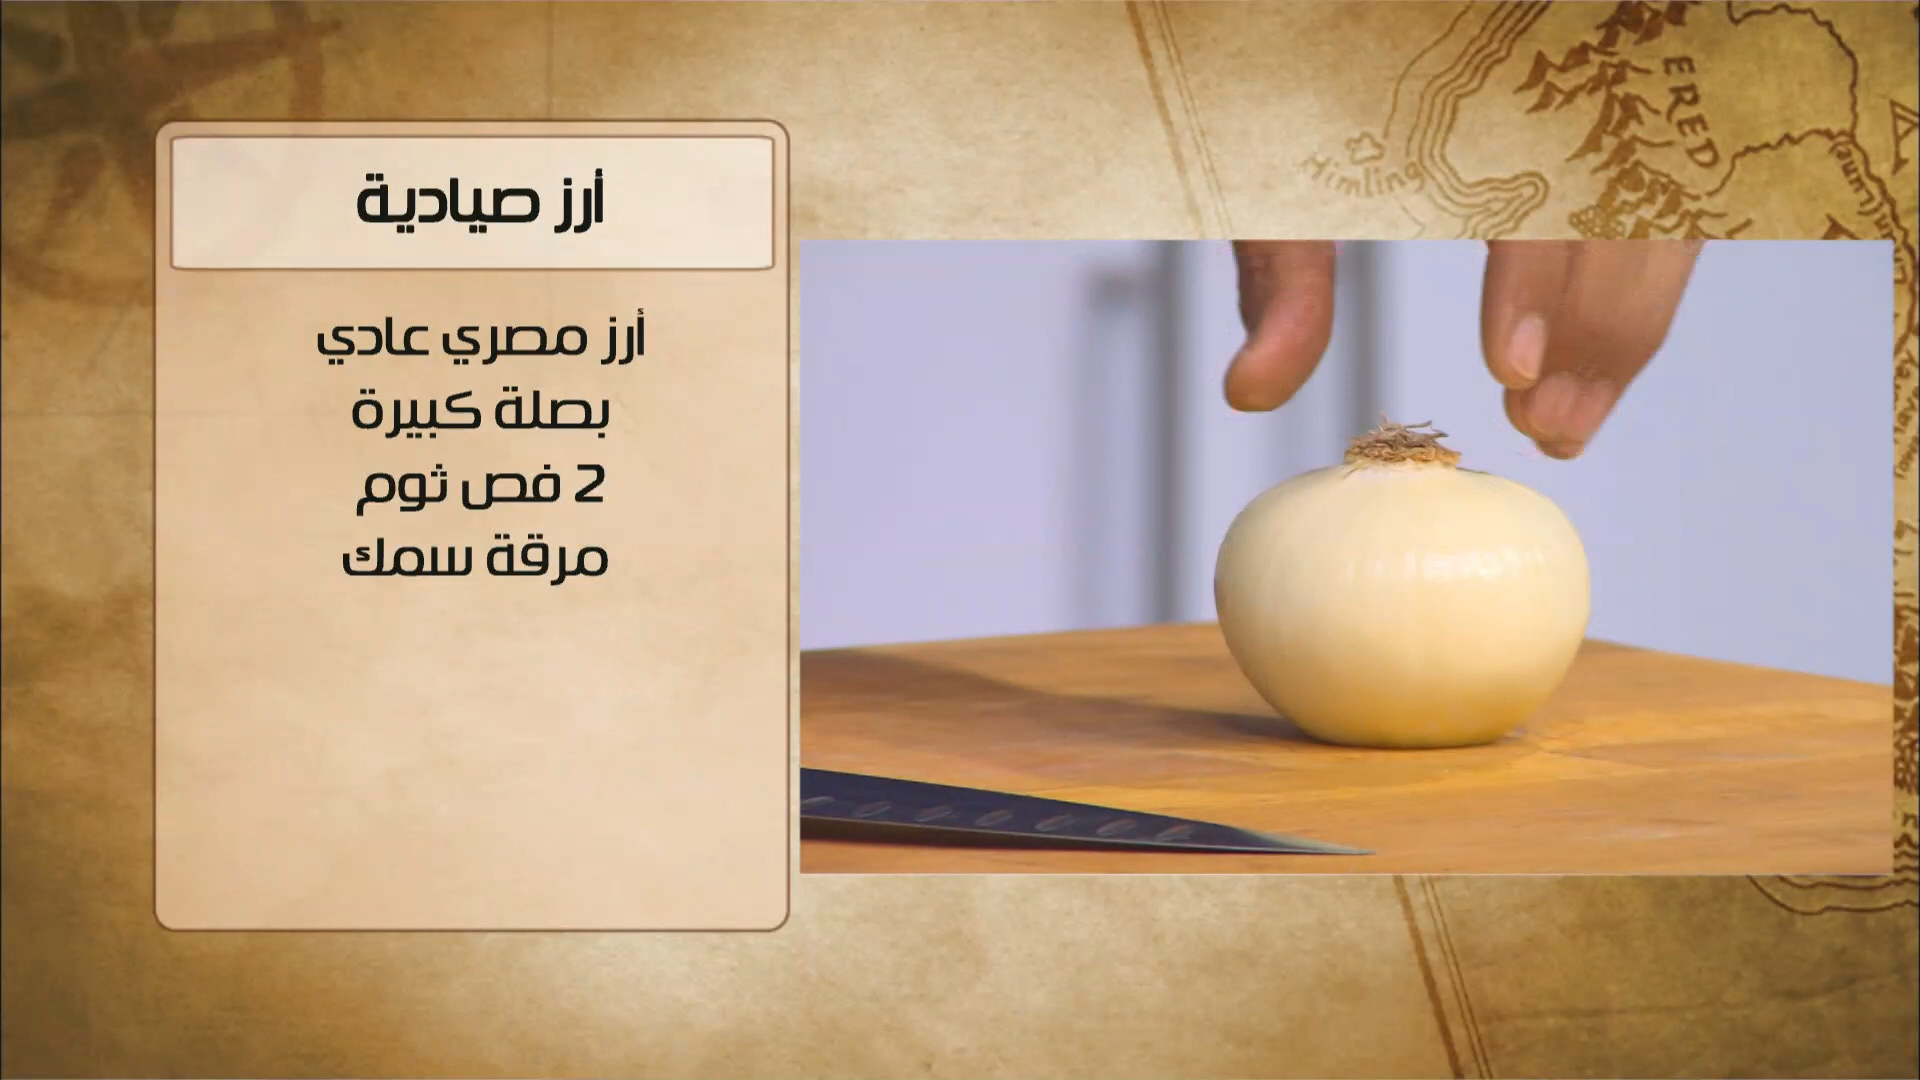 أرز صيادية
أرز مصري عادي
بصلة كبيرة
2 فص ثوم
مرقة سمك
ERED
Himling